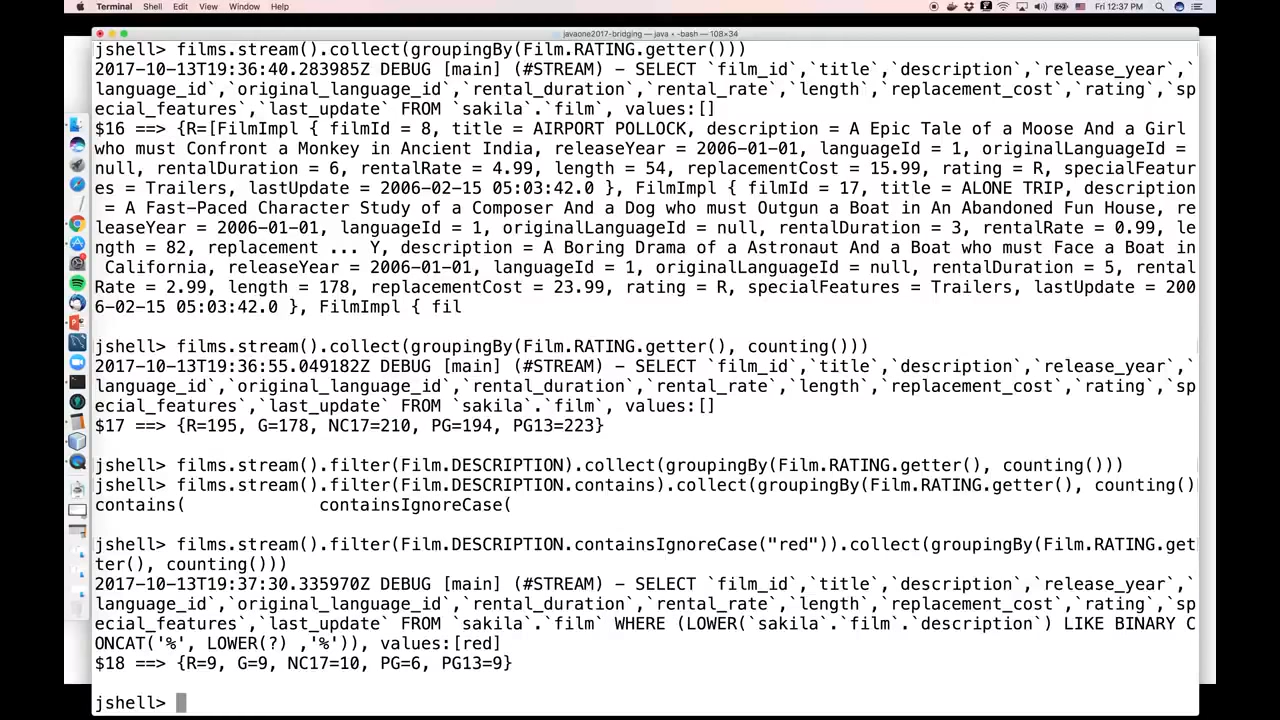 Terminal Shell Edit View Window Help Fri 12:37 PM
javaone2017-bridging — java • -bash — 108×34
jshell> films.stream().collect(groupingBy(Film.RATING.getter()))
2017-10-13T19:36:40.283985Z DEBUG [main] (#STREAM) – SELECT `film_id`,`title`,`description`,`release_year`,`
language_id`,`original_language_id`,`rental_duration`,`rental_rate`,`length`,`replacement_cost`,`rating`,`sp
ecial_features`,`last_update` FROM `sakila`.`film`, values:[]
$16 ==> {R=[FilmImpl { filmId = 8, title = AIRPORT POLLOCK, description = A Epic Tale of a Moose And a Girl
who must Confront a Monkey in Ancient India, releaseYear = 2006-01-01, languageId = 1, originalLanguageId =
null, rentalDuration = 6, rentalRate = 4.99, length = 54, replacementCost = 15.99, rating = R, specialFeatur
es = Trailers, lastUpdate = 2006-02-15 05:03:42.0 }, FilmImpl { filmId = 17, title = ALONE TRIP, description
= A Fast-Paced Character Study of a Composer And a Dog who must Outgun a Boat in An Abandoned Fun House, re
leaseYear = 2006-01-01, languageId = 1, originalLanguageId = null, rentalDuration = 3, rentalRate = 0.99, le
ngth = 82, replacement ... Y, description = A Boring Drama of a Astronaut And a Boat who must Face a Boat in
California, releaseYear = 2006-01-01, languageId = 1, originalLanguageId = null, rentalDuration = 5, rental
Rate = 2.99, length = 178, replacementCost = 23.99, rating = R, specialFeatures = Trailers, lastUpdate = 200
6-02-15 05:03:42.0 }, FilmImpl { fil
jshell> films.stream().collect(groupingBy(Film.RATING.getter(), counting()))
2017-10-13T19:36:55.049182Z DEBUG [main] (#STREAM) – SELECT `film_id`,`title`,`description`,`release_year`,`
language_id`,`original_language_id`,`rental_duration`,`rental_rate`,`length`,`replacement_cost`,`rating`,`sp
ecial_features`,`last_update` FROM `sakila`.`film`, values:[]
$17 ==> {R=195, G=178, NC17=210, PG=194, PG13=223}
jshell> films.stream().filter(Film.DESCRIPTION).collect(groupingBy(Film.RATING.getter(), counting()))
jshell> films.stream().filter(Film.DESCRIPTION.contains).collect(groupingBy(Film.RATING.getter(), counting()
contains( containsIgnoreCase(
jshell> films.stream().filter(Film.DESCRIPTION.containsIgnoreCase("red")).collect(groupingBy(Film.RATING.get
ter(), counting()))
2017-10-13T19:37:30.335970Z DEBUG [main] (#STREAM) – SELECT `film_id`,`title`,`description`,`release_year`,`
language_id`,`original_language_id`,`rental_duration`,`rental_rate`,`length`,`replacement_cost`,`rating`,`sp
ecial_features`,`last_update` FROM `sakila`.`film` WHERE (LOWER(`sakila`.`film`.`description`) LIKE BINARY C
ONCAT('%', LOWER(?) ,'%')), values:[red]
$18 ==> {R=9, G=9, NC17=10, PG=6, PG13=9}
jshell>